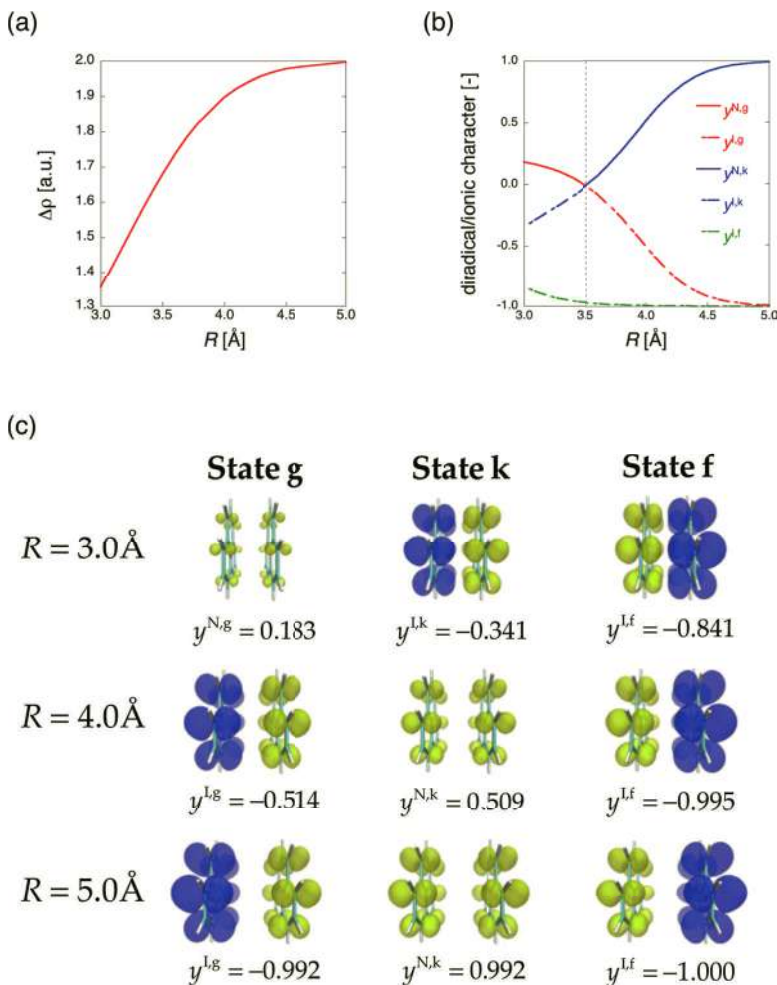 (a)
2.0
1.9
1.8
1.7
1.6
1.5
1.4
1.3
Δρ [a.u.]
3.0 3.5 4.0 4.5 5.0
R [Å]
(b)
1.0
0.5
0.0
-0.5
-1.0
diradical/ionic character [-]
y^{N,g}
y^{I,g}
y^{N,k}
y^{I,k}
y^{I,f}
3.0 3.5 4.0 4.5 5.0
R [Å]
(c)
State g State k State f
R = 3.0Å
y^{N,g} = 0.183 y^{I,k} = −0.341 y^{I,f} = −0.841
R = 4.0Å
y^{I,g} = −0.514 y^{N,k} = 0.509 y^{I,f} = −0.995
R = 5.0Å
y^{I,g} = −0.992 y^{N,k} = 0.992 y^{I,f} = −1.000